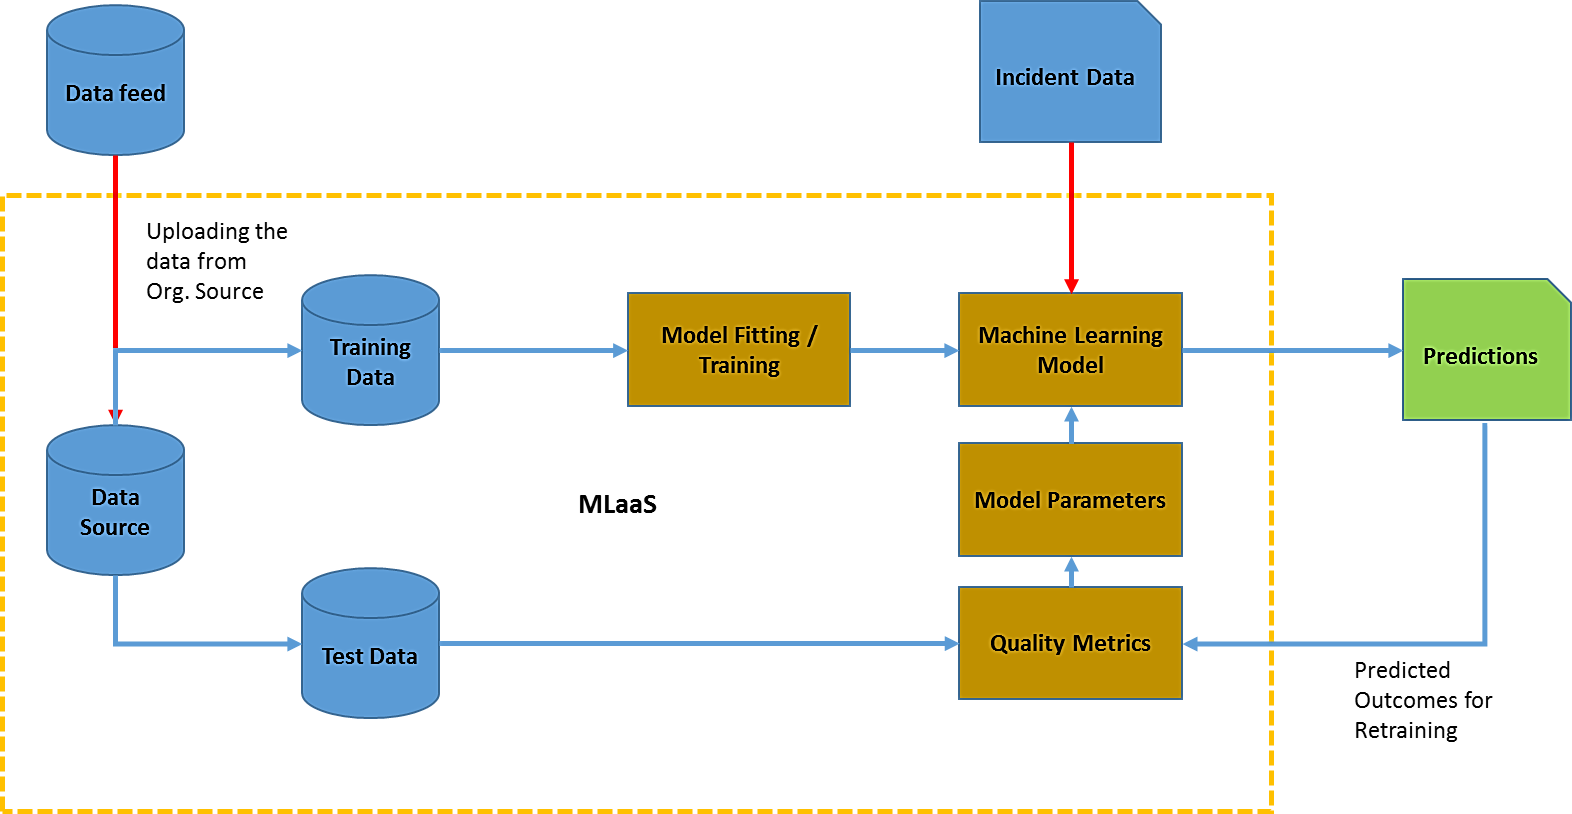 Data feed
Incident Data
Uploading the
data from
Org. Source
Training
Data
Model Fitting /
Training
Machine Learning
Model
Predictions
Data
Source
MLaaS
Model Parameters
Test Data
Quality Metrics
Predicted
Outcomes for
Retraining